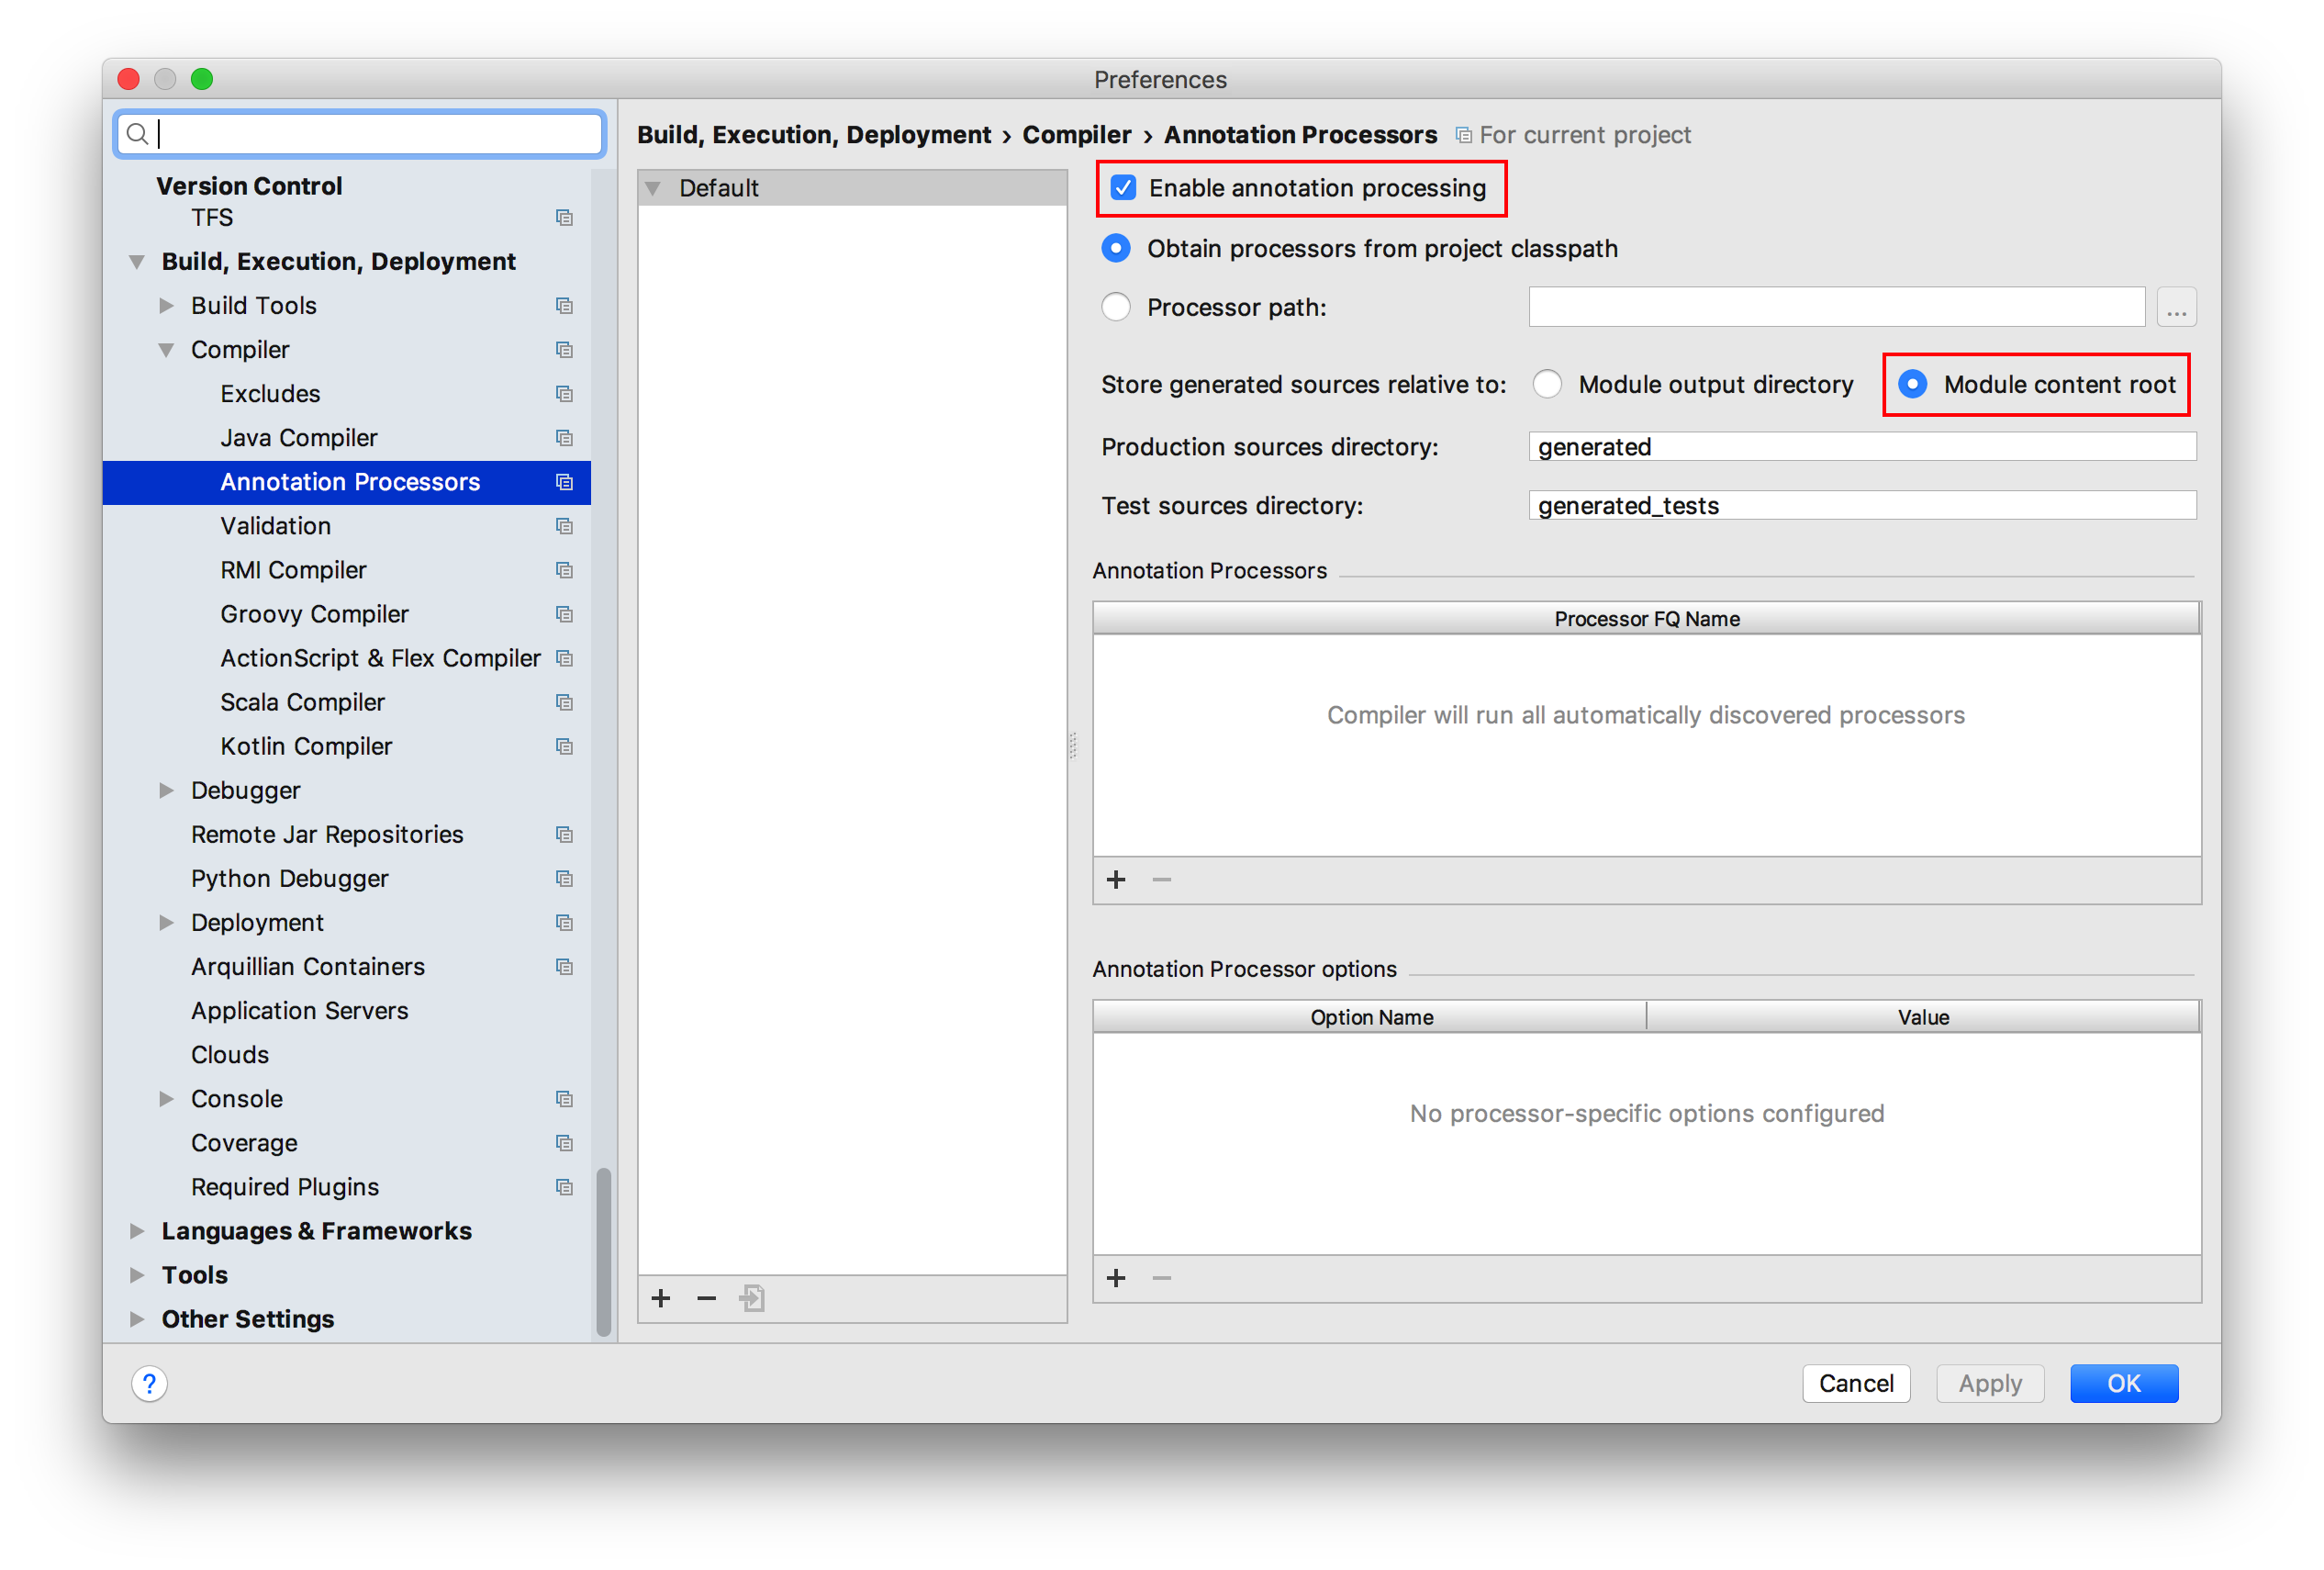 Preferences
Version Control
TFS
Build, Execution, Deployment
Build Tools
Compiler
Excludes
Java Compiler
Annotation Processors
Validation
RMI Compiler
Groovy Compiler
ActionScript & Flex Compiler
Scala Compiler
Kotlin Compiler
Debugger
Remote Jar Repositories
Python Debugger
Deployment
Arquillian Containers
Application Servers
Clouds
Console
Coverage
Required Plugins
Languages & Frameworks
Tools
Other Settings
Build, Execution, Deployment › Compiler › Annotation Processors For current project
Default
Enable annotation processing
Obtain processors from project classpath
Processor path: ...
Store generated sources relative to: Module output directory Module content root
Production sources directory: generated
Test sources directory: generated_tests
Annotation Processors
Processor FQ Name
Compiler will run all automatically discovered processors
Annotation Processor options
Option Name Value
No processor-specific options configured
? Cancel Apply OK